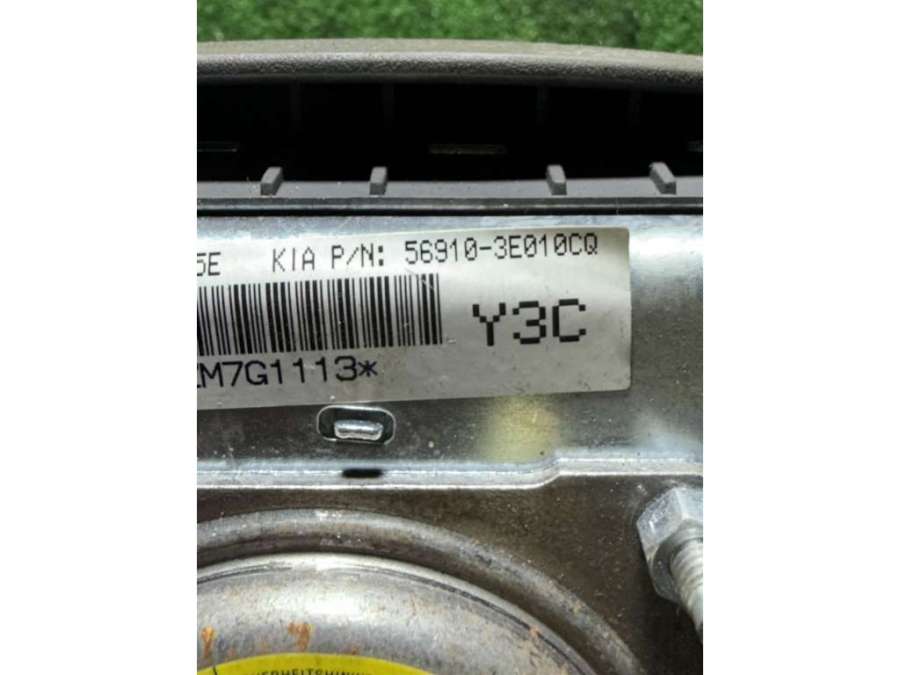 5E KIA P/N: 56910-3E010CQ
Y3C
M7G1113*